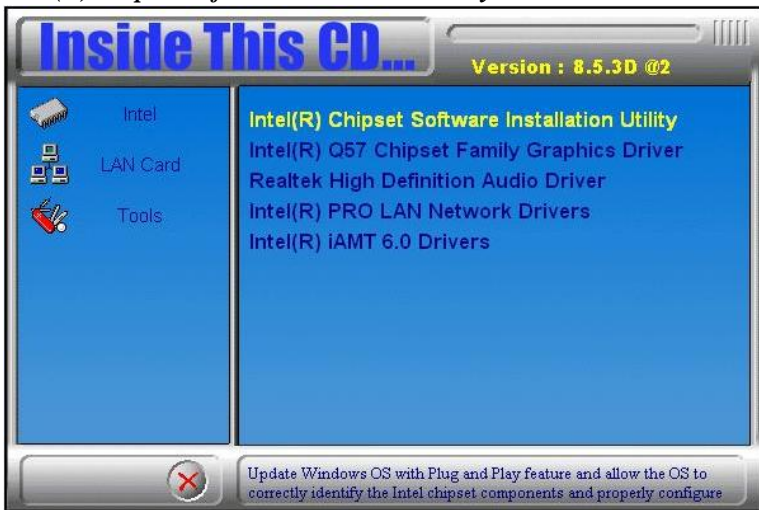 Inside This CD...
Version : 8.5.3D @2
Intel
LAN Card
Tools
Intel(R) Chipset Software Installation Utility
Intel(R) Q57 Chipset Family Graphics Driver
Realtek High Definition Audio Driver
Intel(R) PRO LAN Network Drivers
Intel(R) iAMT 6.0 Drivers
Update Windows OS with Plug and Play feature and allow the OS to
correctly identify the Intel chipset components and properly configure